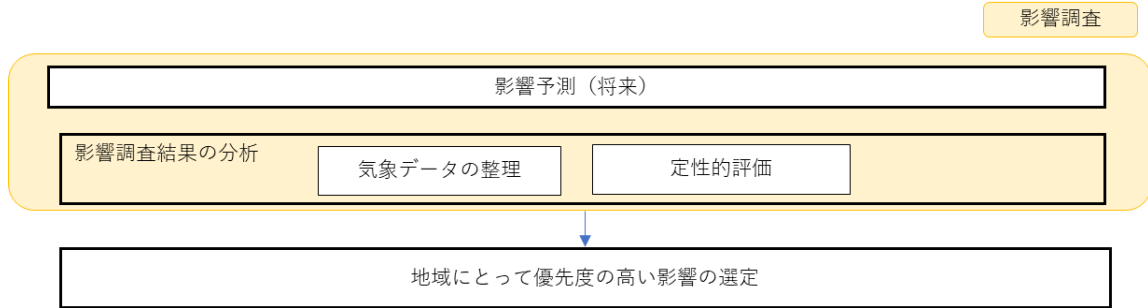 影響調査
影響予測（将来）
影響調査結果の分析
気象データの整理
定性的評価
地域にとって優先度の高い影響の選定